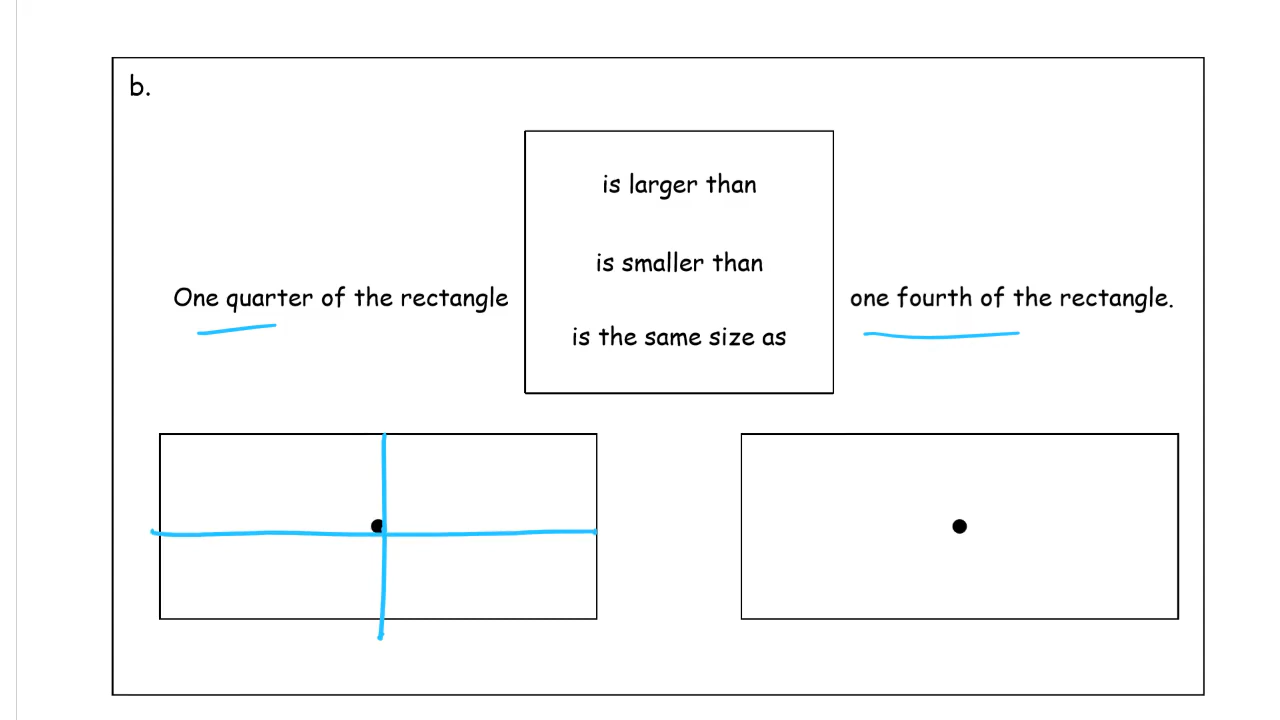 b.
is larger than
is smaller than
One quarter of the rectangle
one fourth of the rectangle.
is the same size as